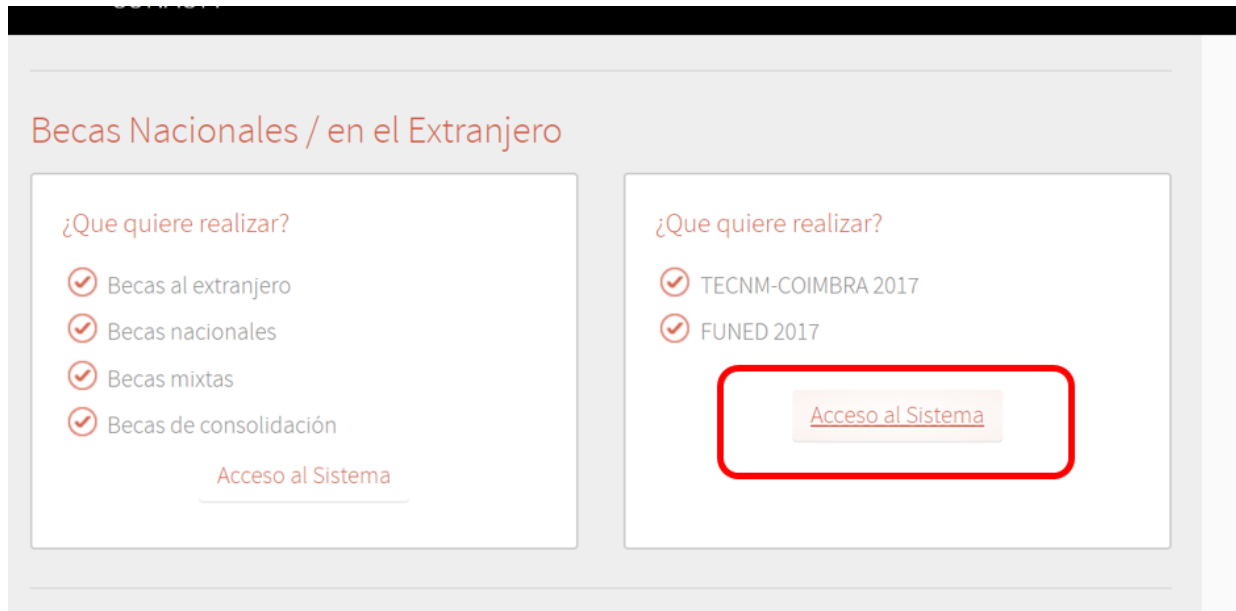 Becas Nacionales / en el Extranjero
¿Que quiere realizar?
Becas al extranjero
Becas nacionales
Becas mixtas
Becas de consolidación
Acceso al Sistema
¿Que quiere realizar?
TECNM-COIMBRA 2017
FUNED 2017
Acceso al Sistema